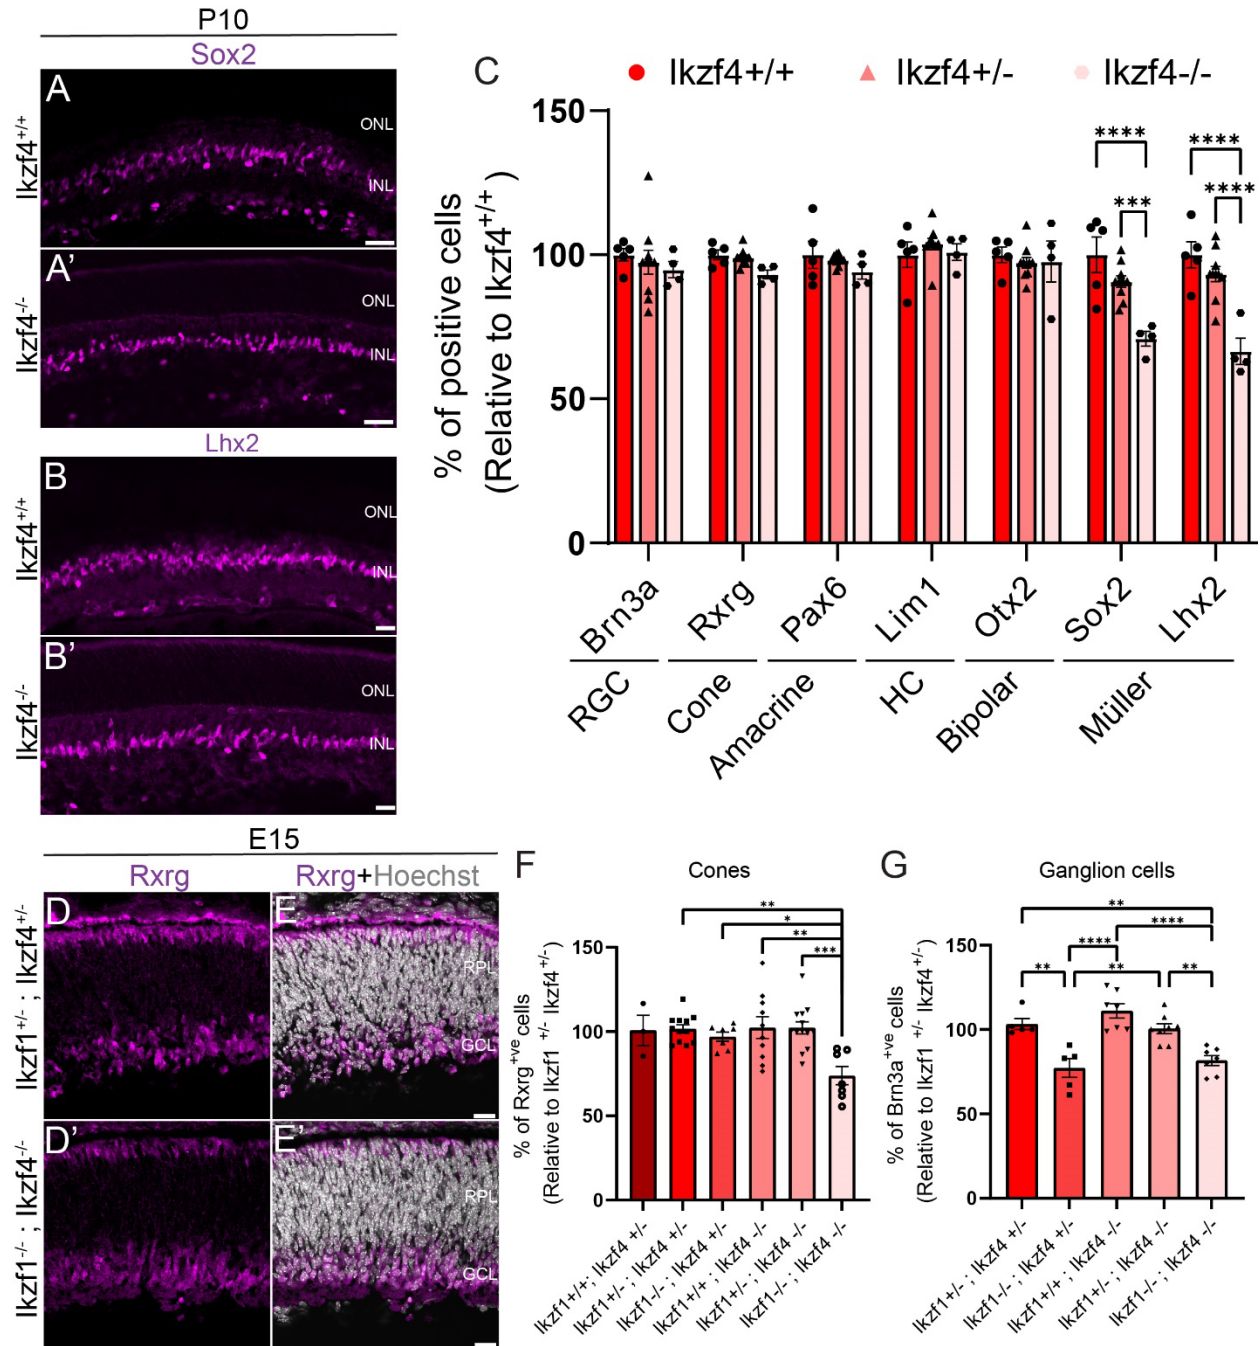 P10
Sox2
A
ONL
INL
Ikzf4+/+
A'
ONL
INL
Ikzf4-/-
Lhx2
B
ONL
INL
Ikzf4+/+
B'
ONL
INL
Ikzf4-/-
C
Ikzf4+/+ Ikzf4+/- Ikzf4-/-
% of positive cells
(Relative to Ikzf4+/+)
150
100
50
0
****
***
****
****
Brn3a Rxrg Pax6 Lim1 Otx2 Sox2 Lhx2
RGC Cone Amacrine HC Bipolar Müller
E15
Rxrg Rxrg+Hoechst
D
E
RPL
GCL
Ikzf1+/-; Ikzf4+/-
D'
E'
RPL
GCL
Ikzf1-/-; Ikzf4-/-
F
Cones
% of Rxrg+ve cells
(Relative to Ikzf1 +/- Ikzf4+/-)
150
100
50
0
**
*
**
***
Ikzf1+/+; Ikzf4 +/-
Ikzf1+/-; Ikzf4 +/-
Ikzf1-/-; Ikzf4 +/-
Ikzf1+/+; Ikzf4 -/-
Ikzf1+/-; Ikzf4 -/-
Ikzf1-/-; Ikzf4 -/-
G
Ganglion cells
% of Brn3a+ve cells
(Relative to Ikzf1 +/- Ikzf4+/-)
150
100
50
0
**
****
****
**
**
**
Ikzf1+/-; Ikzf4 +/-
Ikzf1-/-; Ikzf4 +/-
Ikzf1+/+; Ikzf4 -/-
Ikzf1+/-; Ikzf4 -/-
Ikzf1-/-; Ikzf4 -/-